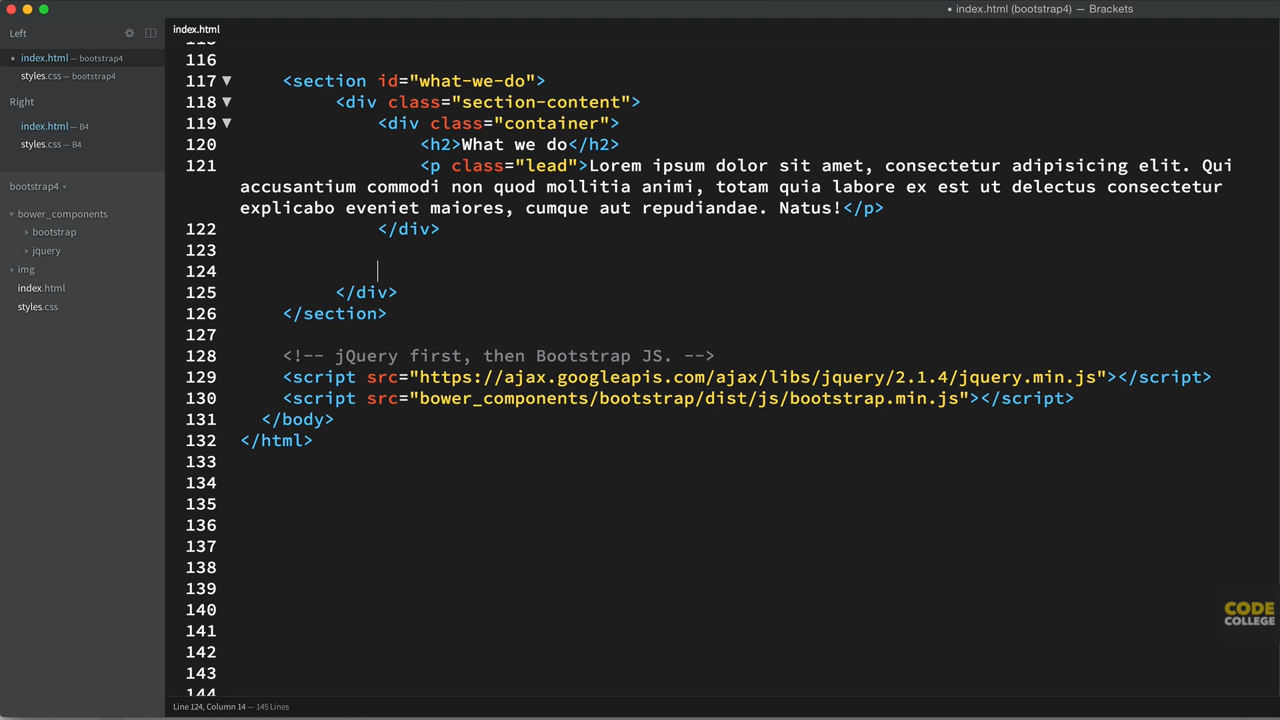 index.html (bootstrap4) — Brackets
Left
index.html — bootstrap4
styles.css — bootstrap4
Right
index.html — B4
styles.css — B4
bootstrap4
bower_components
bootstrap
jquery
img
index.html
styles.css
index.html
115
116
117 <section id="what-we-do">
118 <div class="section-content">
119 <div class="container">
120 <h2>What we do</h2>
121 <p class="lead">Lorem ipsum dolor sit amet, consectetur adipisicing elit. Qui
accusantium commodi non quod mollitia animi, totam quia labore ex est ut delectus consectetur
explicabo eveniet maiores, cumque aut repudiandae. Natus!</p>
122 </div>
123
124
125 </div>
126 </section>
127
128 <!-- jQuery first, then Bootstrap JS. -->
129 <script src="https://ajax.googleapis.com/ajax/libs/jquery/2.1.4/jquery.min.js"></script>
130 <script src="bower_components/bootstrap/dist/js/bootstrap.min.js"></script>
131 </body>
132 </html>
133
134
135
136
137
138
139
140
141
142
143
144
CODE
COLLEGE
Line 124, Column 14 — 145 Lines